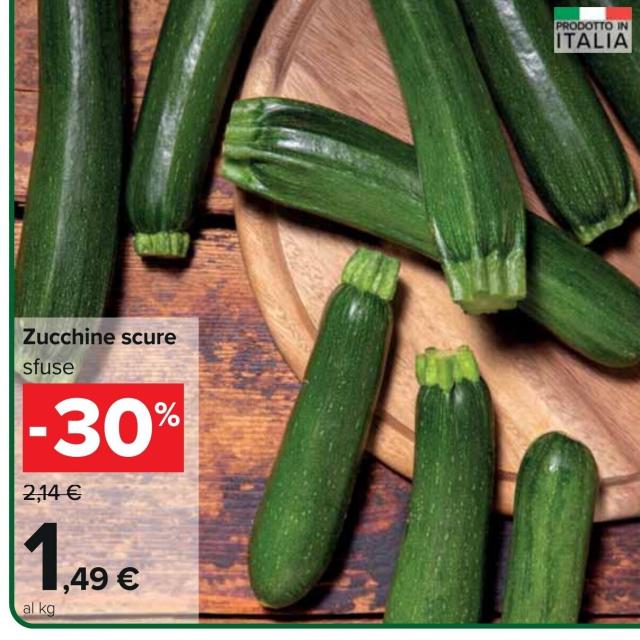 PRODOTTO IN
ITALIA
Zucchine scure
sfuse
-30%
2,14 €
1,49 €
al kg